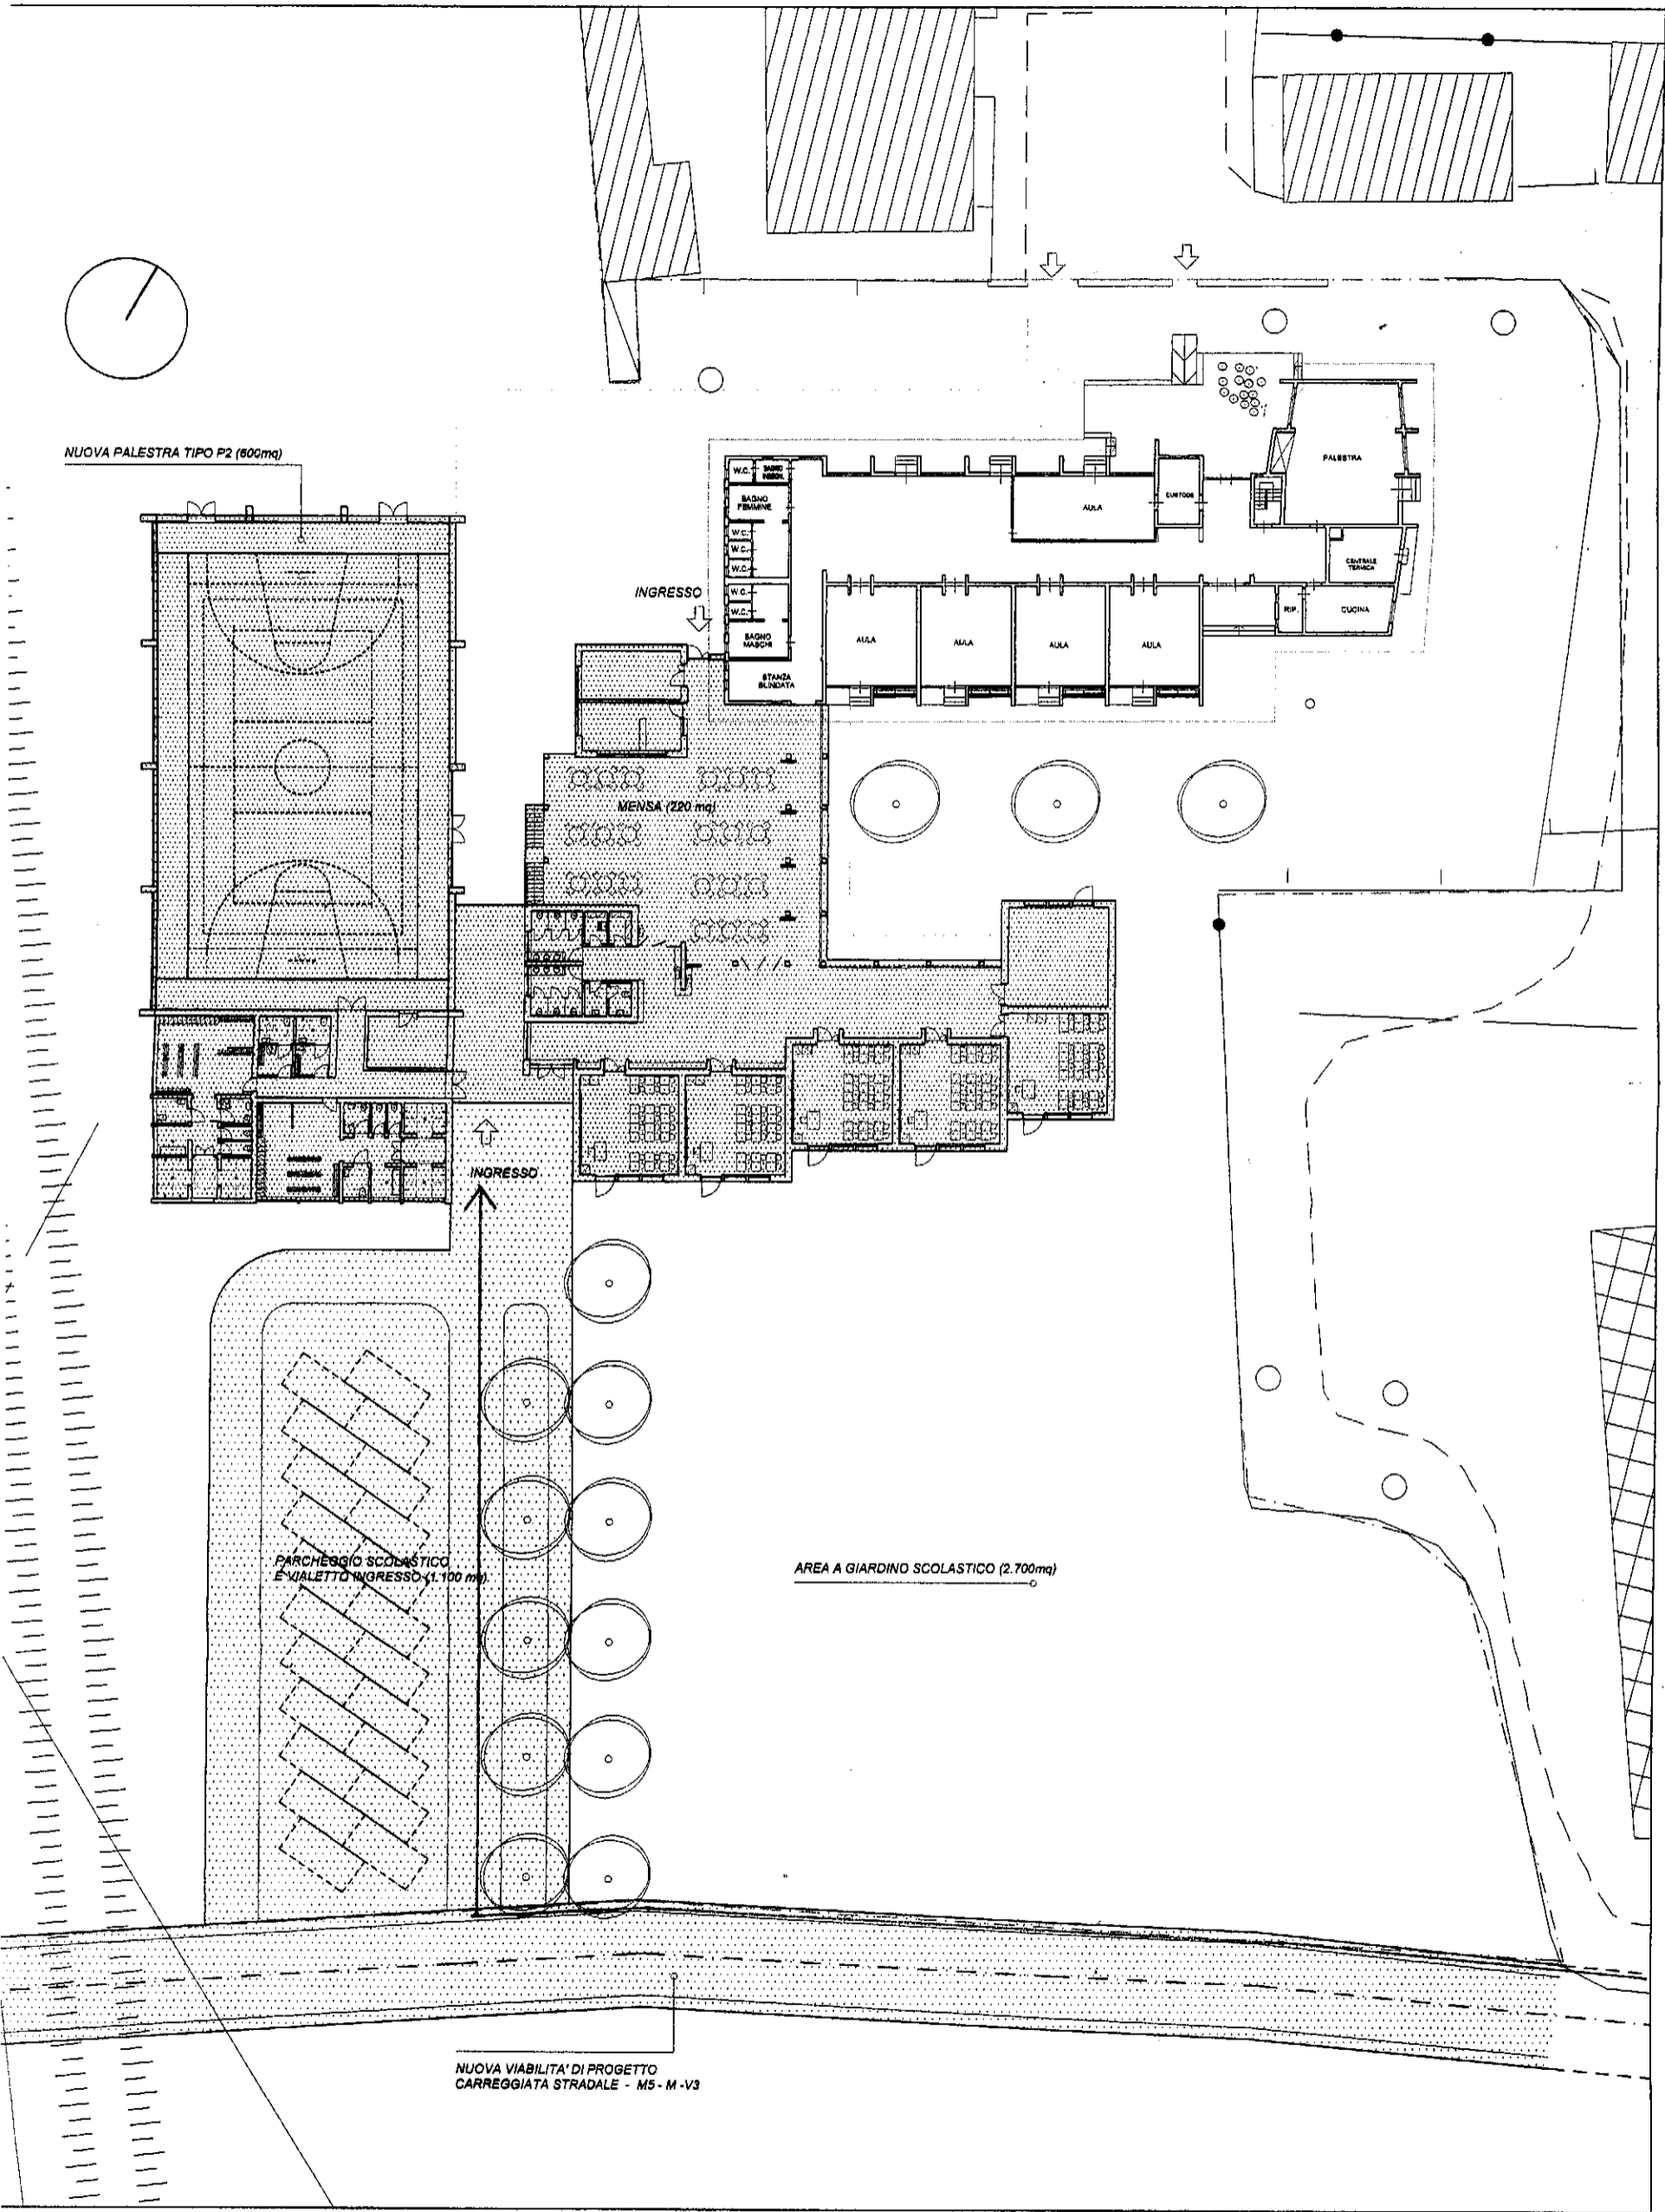 NUOVA PALESTRA TIPO P2 (600mq)
PALESTRA
W.C.
BAGNO
INSEGN.
BAGNO
FEMMINE
CUSTODE
AULA
W.C.
W.C.
W.C.
CENTRALE
TERMICA
INGRESSO
W.C.
W.C.
RIP.
CUCINA
BAGNO
MASCHI
AULA
AULA
AULA
AULA
STANZA
BLINDATA
MENSA (220 mq)
INGRESSO
PARCHEGGIO SCOLASTICO
E VIALETTO INGRESSO (1.100 mq)
AREA A GIARDINO SCOLASTICO (2.700mq)
NUOVA VIABILITA' DI PROGETTO
CARREGGIATA STRADALE - M5 - M -V3